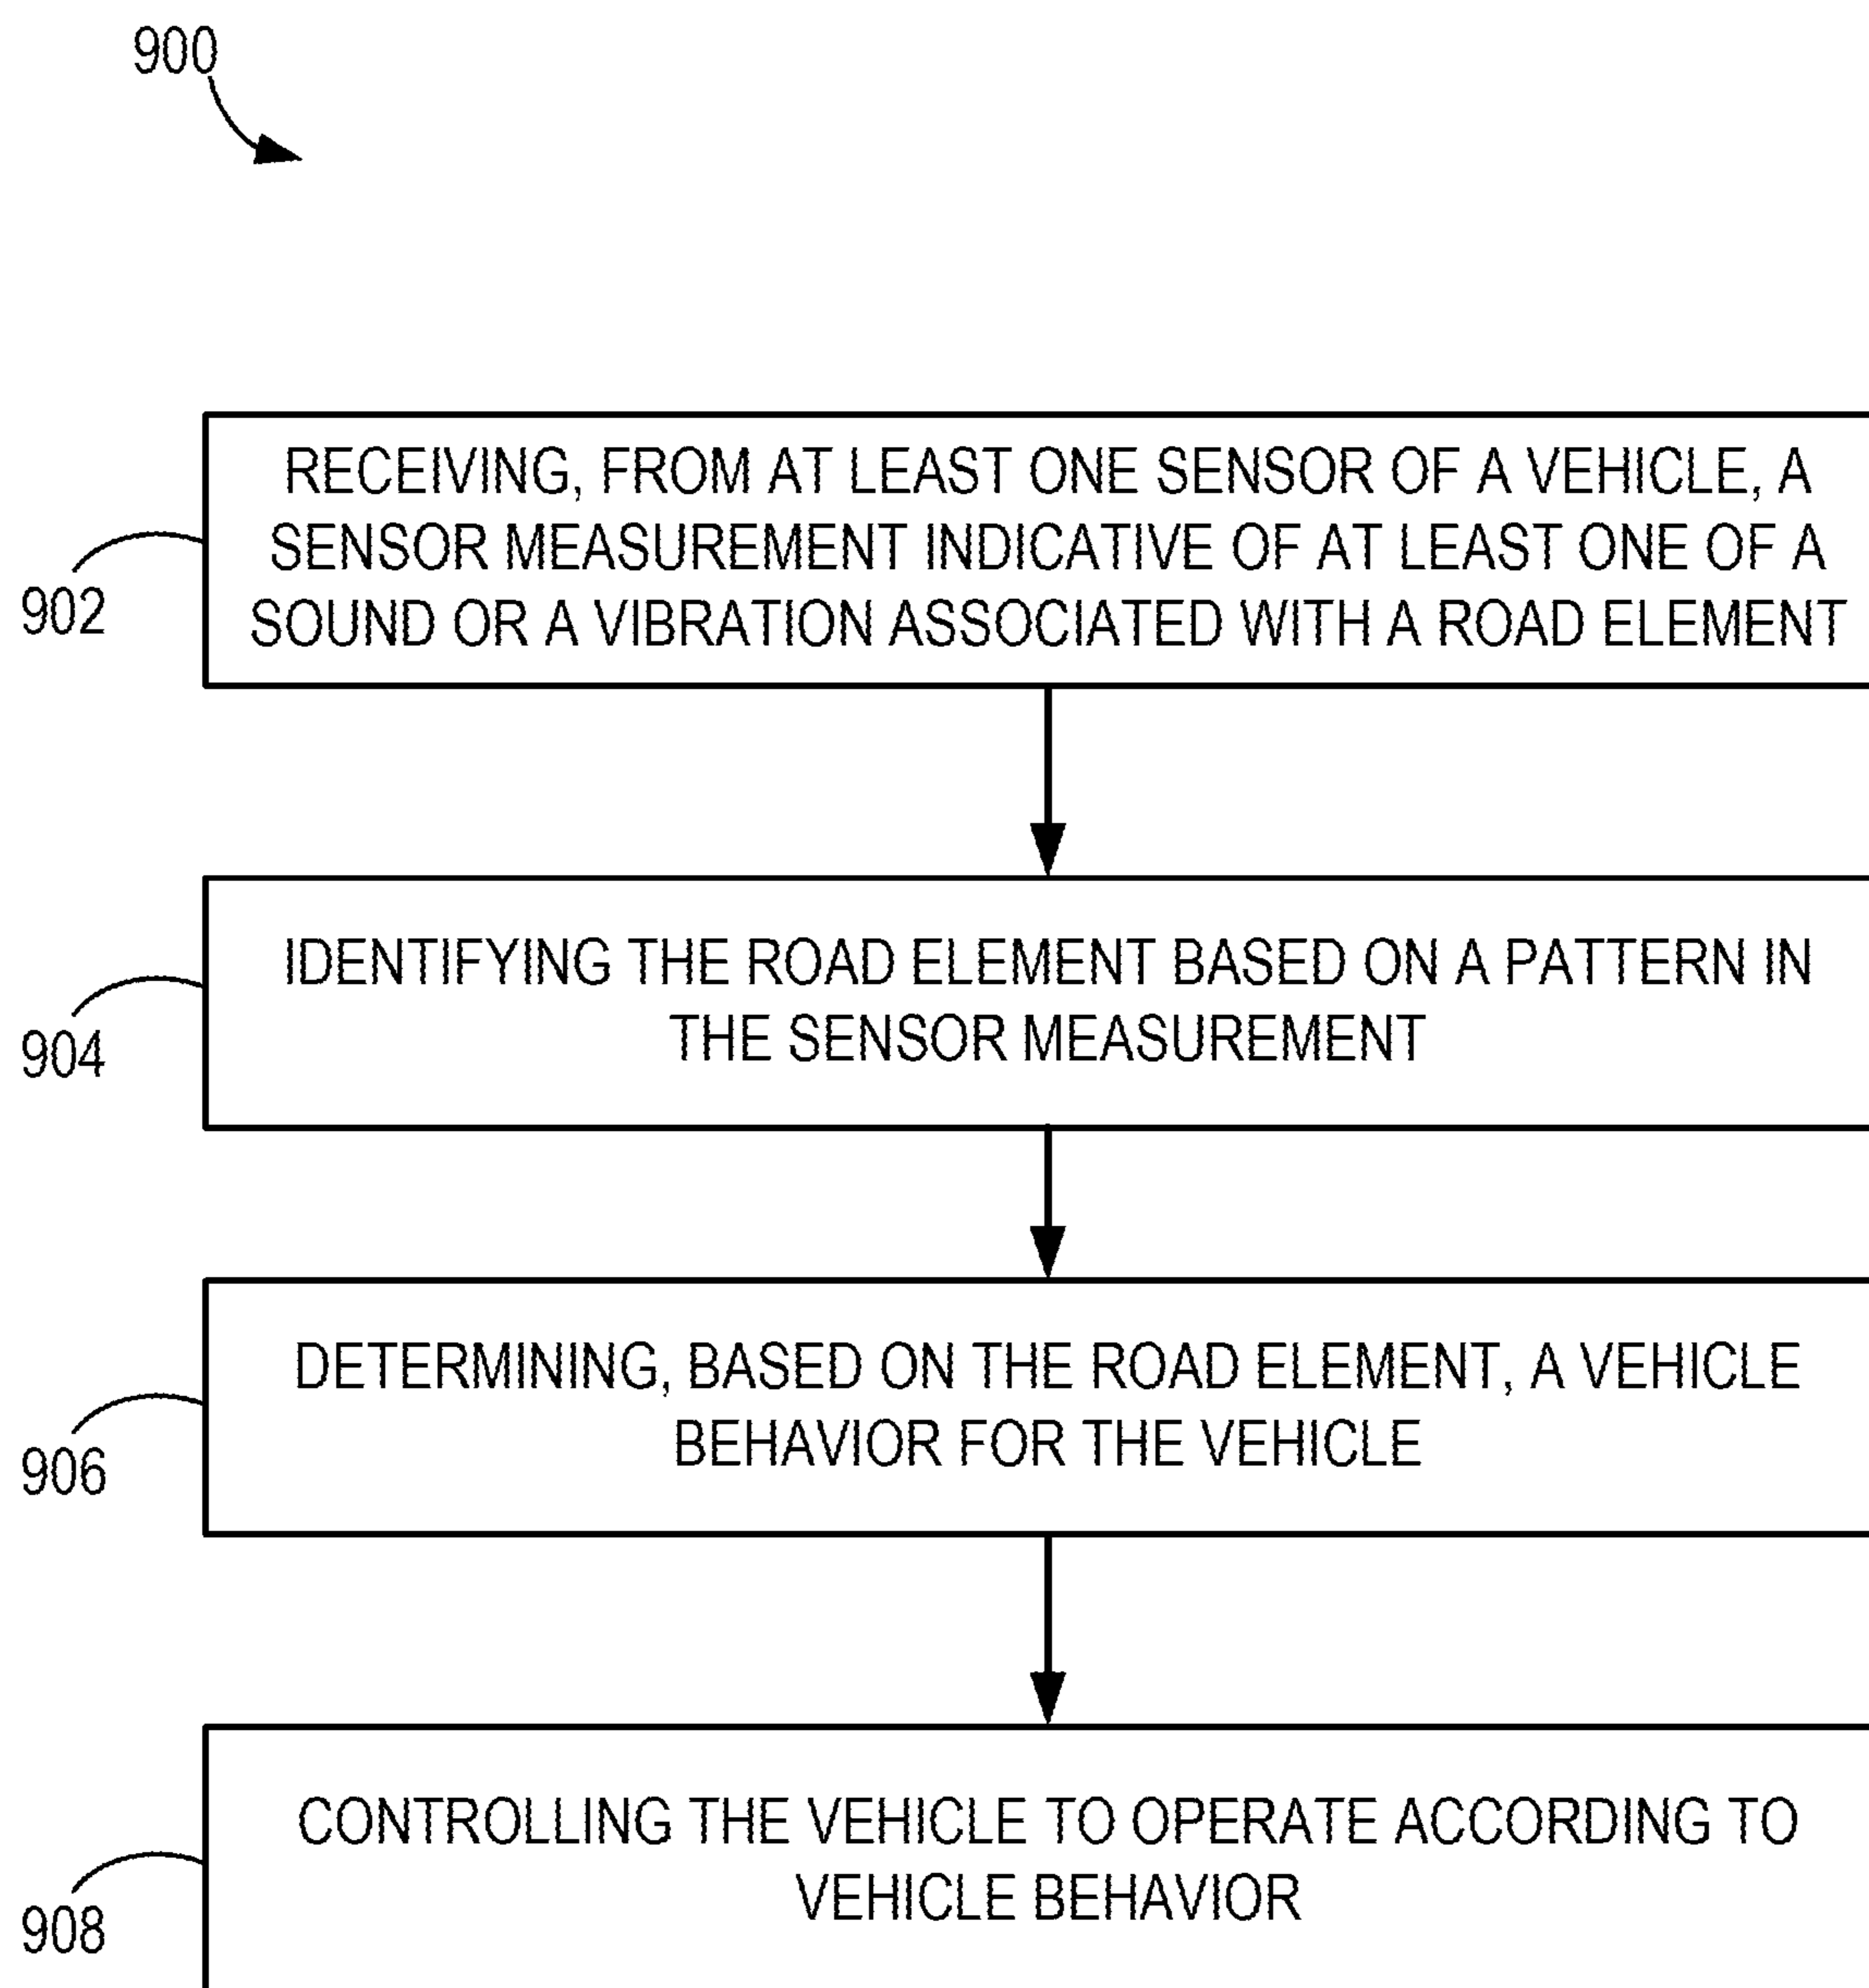 900
RECEIVING, FROM AT LEAST ONE SENSOR OF A VEHICLE, A
SENSOR MEASUREMENT INDICATIVE OF AT LEAST ONE OF A
SOUND OR A VIBRATION ASSOCIATED WITH A ROAD ELEMENT
902
IDENTIFYING THE ROAD ELEMENT BASED ON A PATTERN IN
THE SENSOR MEASUREMENT
904
DETERMINING, BASED ON THE ROAD ELEMENT, A VEHICLE
BEHAVIOR FOR THE VEHICLE
906
CONTROLLING THE VEHICLE TO OPERATE ACCORDING TO
VEHICLE BEHAVIOR
908